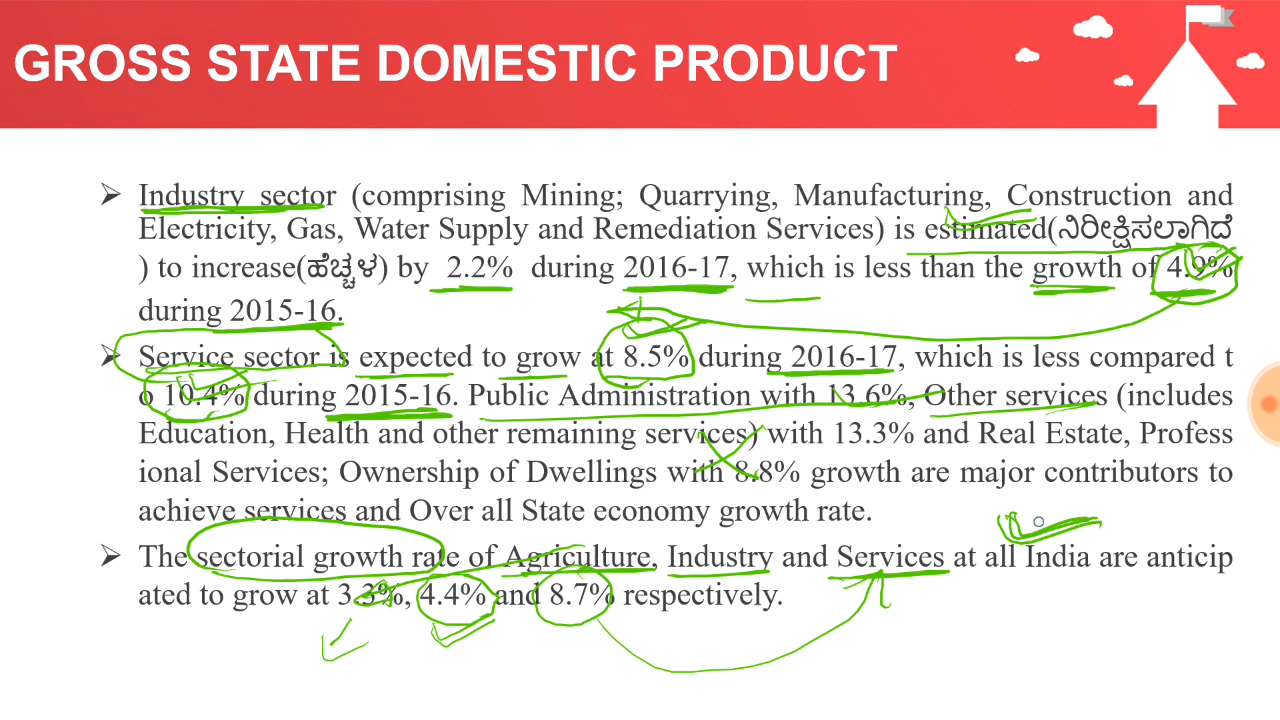 GROSS STATE DOMESTIC PRODUCT
➢ Industry sector (comprising Mining; Quarrying, Manufacturing, Construction and
Electricity, Gas, Water Supply and Remediation Services) is estimated(ನಿರೀಕ್ಷಿಸಲಾಗಿದೆ
) to increase(ಹೆಚ್ಚಳ) by 2.2% during 2016-17, which is less than the growth of 4.9%
during 2015-16.
➢ Service sector is expected to grow at 8.5% during 2016-17, which is less compared t
o 10.4% during 2015-16. Public Administration with 13.6%, Other services (includes
Education, Health and other remaining services) with 13.3% and Real Estate, Profess
ional Services; Ownership of Dwellings with 8.8% growth are major contributors to
achieve services and Over all State economy growth rate.
➢ The sectorial growth rate of Agriculture, Industry and Services at all India are anticip
ated to grow at 3.3%, 4.4% and 8.7% respectively.